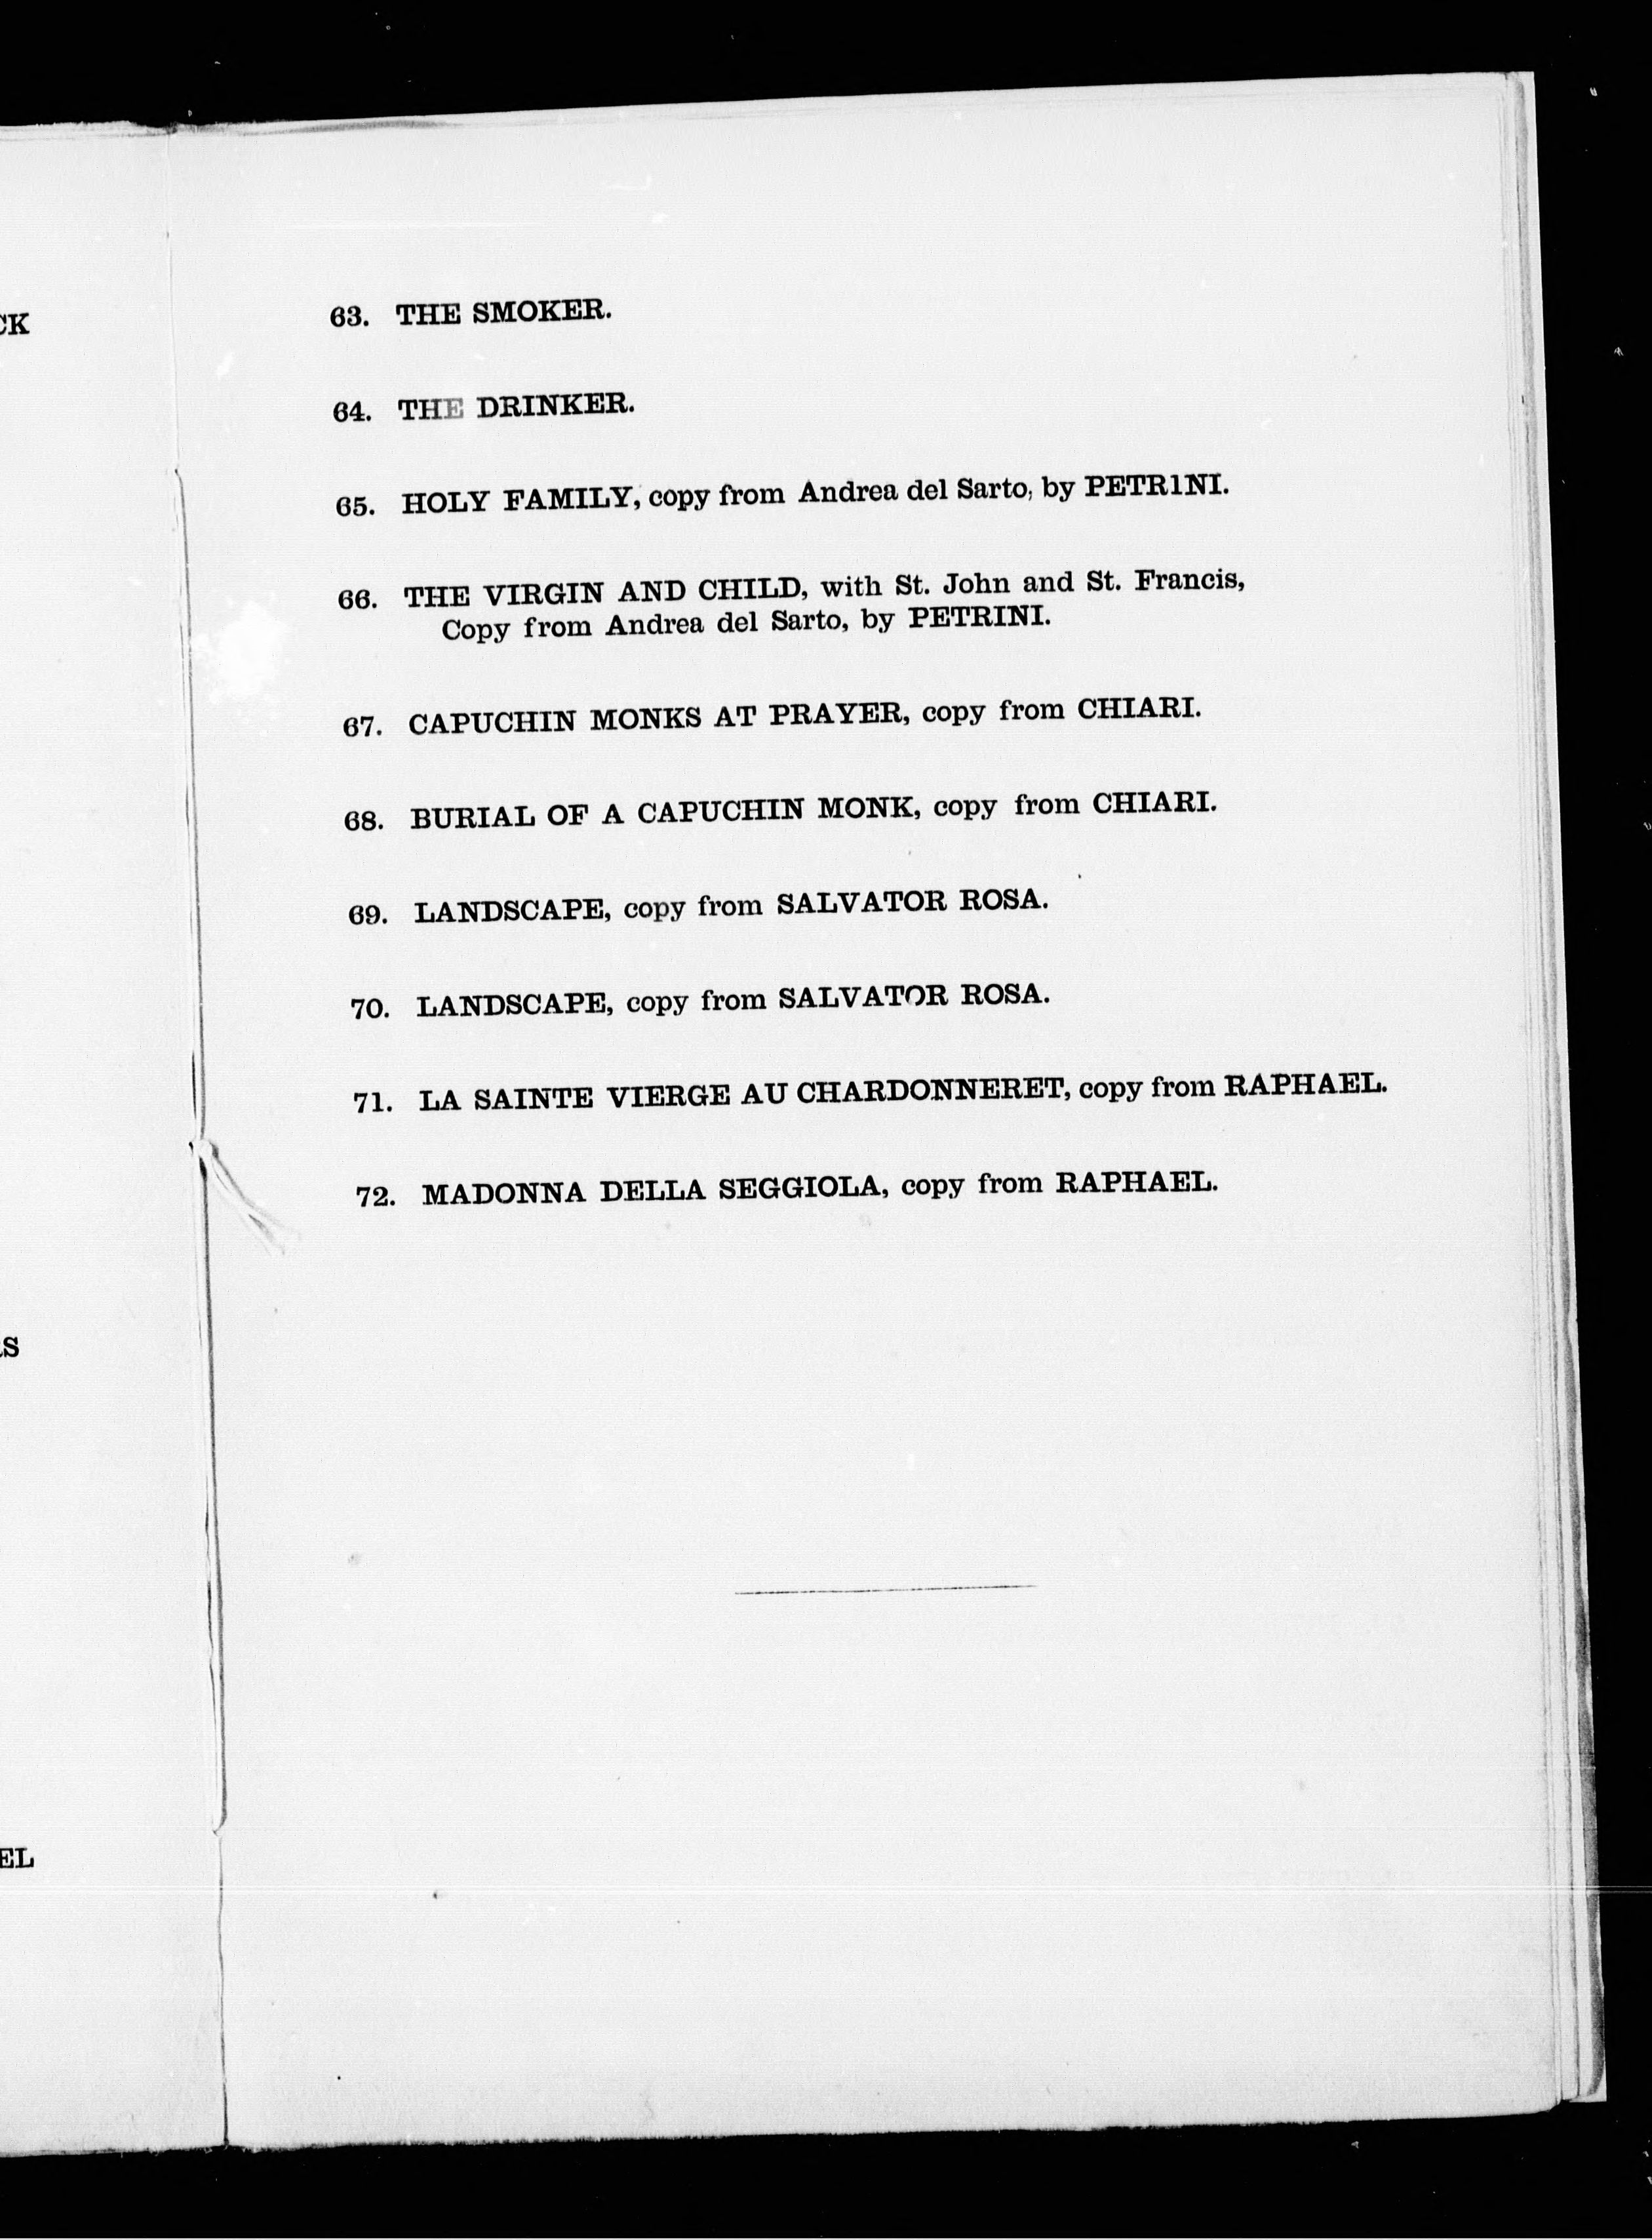 CK
S
EL
63. THE SMOKER.
64. THE DRINKER.
65. HOLY FAMILY, copy from Andrea del Sarto, by PETR1NI.
66. THE VIRGIN AND CHILD, with St. John and St. Francis,
Copy from Andrea del Sarto, by PETRINI.
67. CAPUCHIN MONKS AT PRAYER, copy from CHIARI.
68. BURIAL OF A CAPUCHIN MONK, copy from CHIARI.
69. LANDSCAPE, copy from SALVATOR ROSA.
70. LANDSCAPE, copy from SALVATOR ROSA.
71. LA SAINTE VIERGE AU CHARDONNERET, copy from RAPHAEL.
72. MADONNA DELLA SEGGIOLA, copy from RAPHAEL.